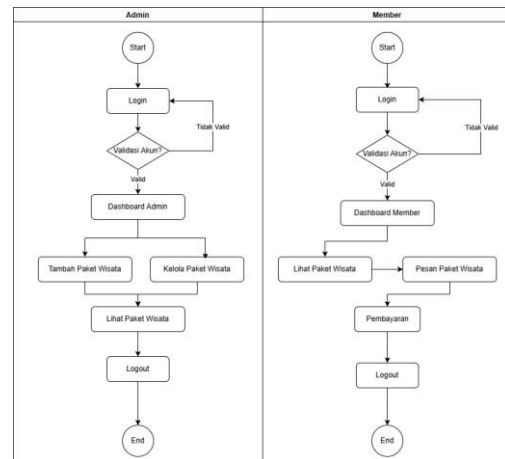 Admin
Start
Login
Tidak Valid
Validasi Akun?
Valid
Dashboard Admin
Tambah Paket Wisata
Kelola Paket Wisata
Lihat Paket Wisata
Logout
End
Member
Start
Login
Tidak Valid
Validasi Akun?
Valid
Dashboard Member
Lihat Paket Wisata
Pesan Paket Wisata
Pembayaran
Logout
End